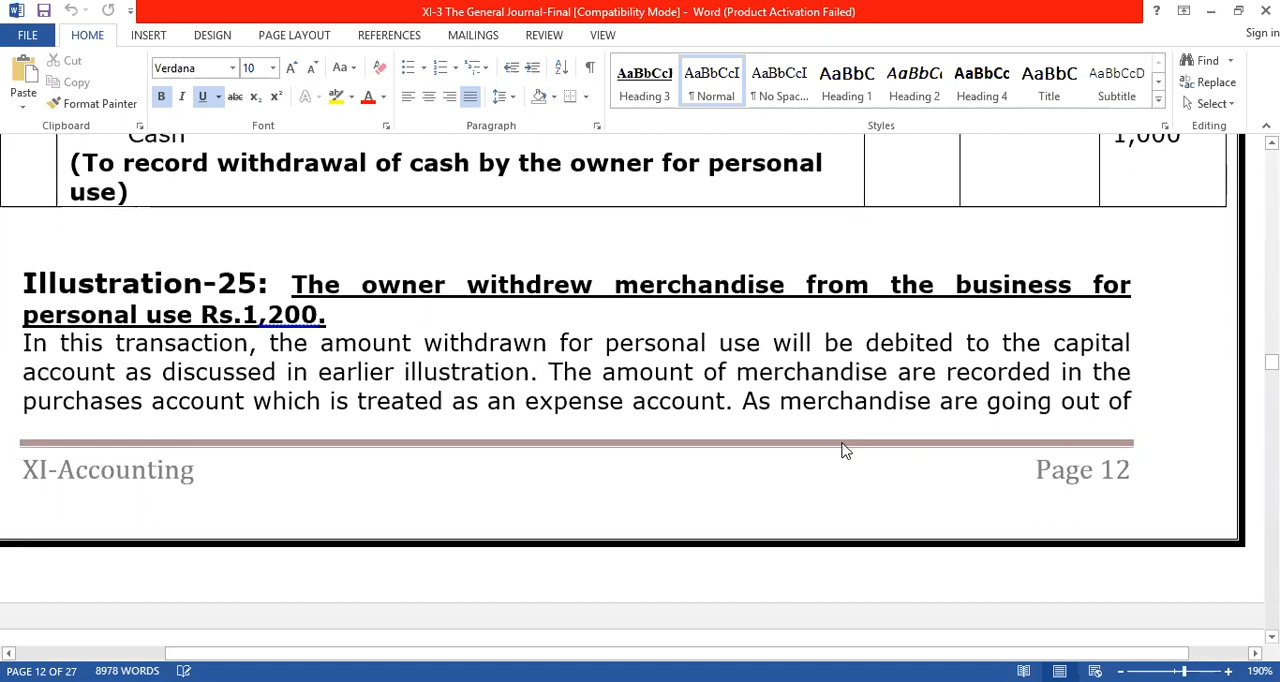 XI-3 The General Journal-Final [Compatibility Mode] - Word (Product Activation Failed)
FILE HOME INSERT DESIGN PAGE LAYOUT REFERENCES MAILINGS REVIEW VIEW Sign in
Paste
Cut
Copy
Format Painter
Clipboard
Verdana 10
Font
Paragraph
AaBbCcI Heading 3
AaBbCcI ¶ Normal
AaBbCcI ¶ No Spac...
AaBbC Heading 1
AaBbC Heading 2
AaBbCc Heading 4
AaBbC Title
AaBbCcD Subtitle
Styles
Find
Replace
Select
Editing
Cash 1,000
(To record withdrawal of cash by the owner for personal
use)
Illustration-25: The owner withdrew merchandise from the business for
personal use Rs.1,200.
In this transaction, the amount withdrawn for personal use will be debited to the capital
account as discussed in earlier illustration. The amount of merchandise are recorded in the
purchases account which is treated as an expense account. As merchandise are going out of
XI-Accounting Page 12
PAGE 12 OF 27 8978 WORDS 190%